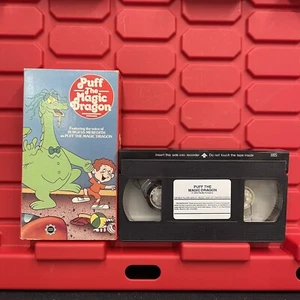 Puff
The
Magic
Dragon
Featuring the voice of
BURGESS MEREDITH
as PUFF THE MAGIC DRAGON
Insert this side into recorder
Do not touch the tape inside
VHS
PUFF THE
MAGIC DRAGON